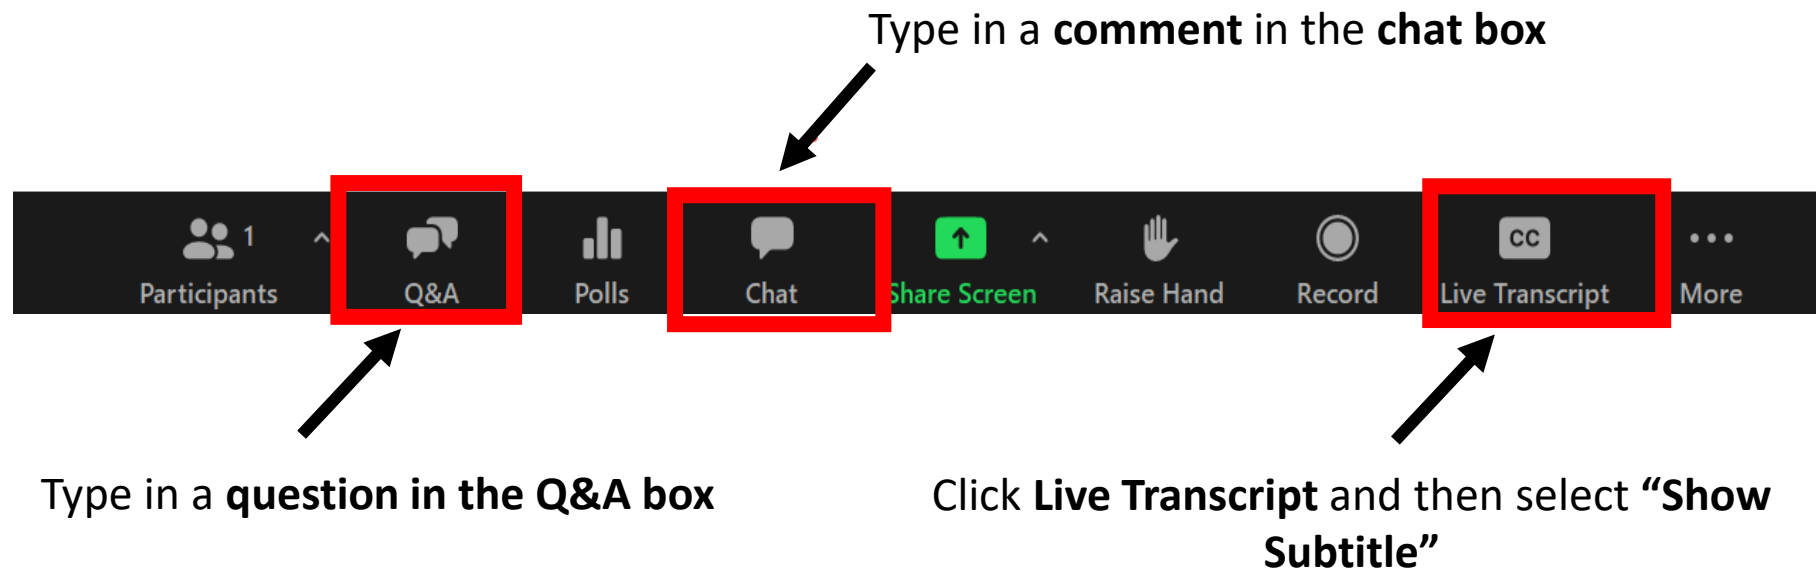 Type in a comment in the chat box
1
Participants
Q&A
Polls
Chat
Share Screen
Raise Hand
Record
CC
Live Transcript
More
Type in a question in the Q&A box
Click Live Transcript and then select “Show
Subtitle”